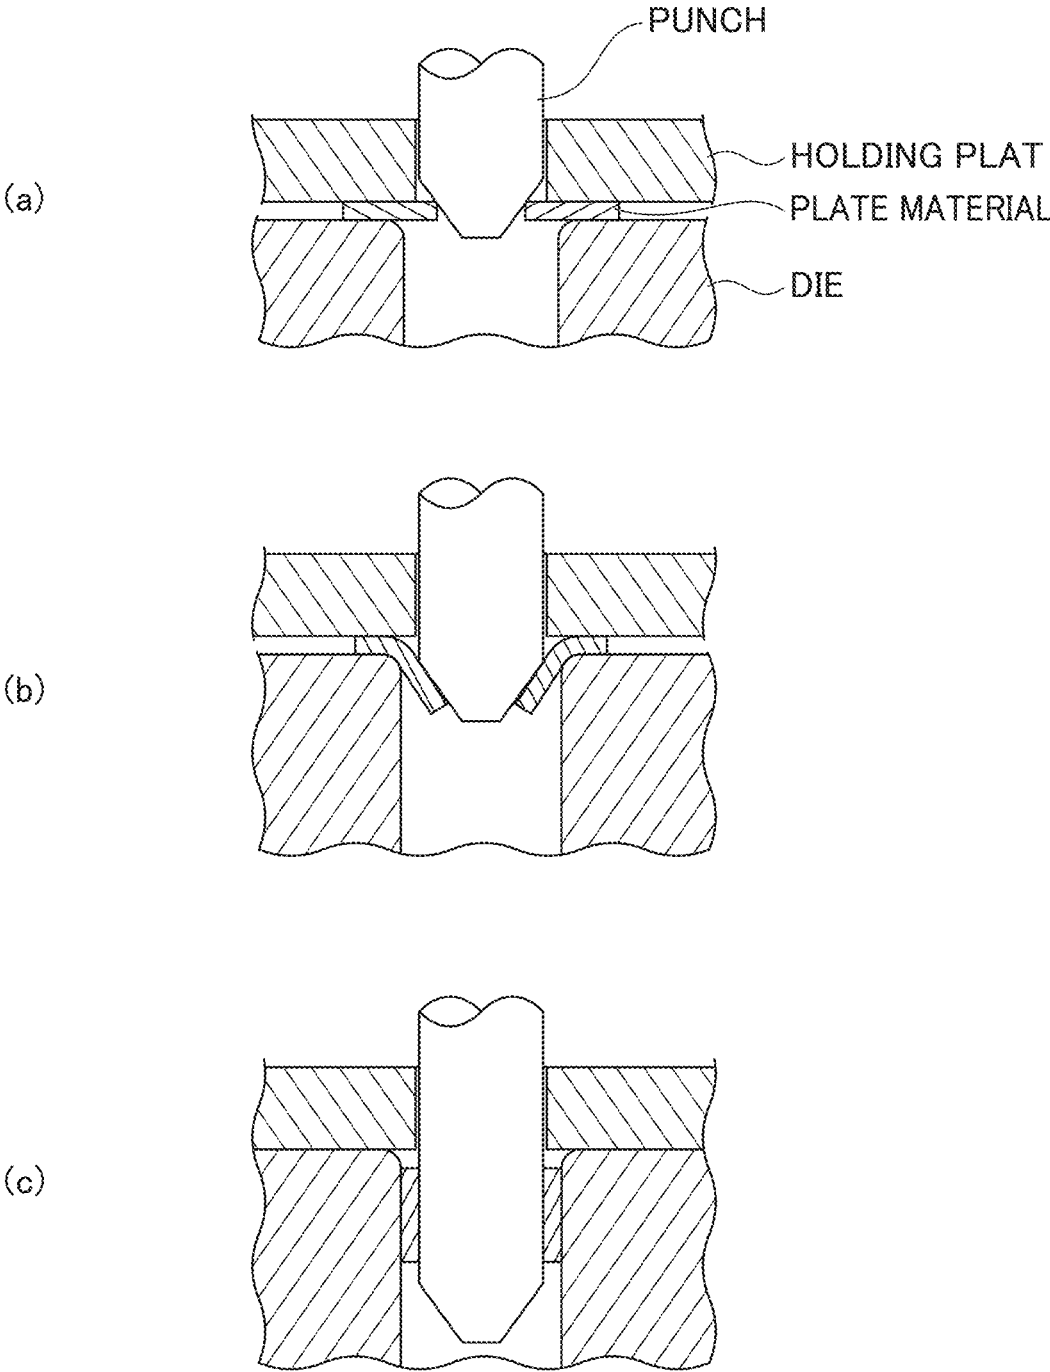 PUNCH
HOLDING PLAT
(a)
PLATE MATERIAL
DIE
(b)
(c)